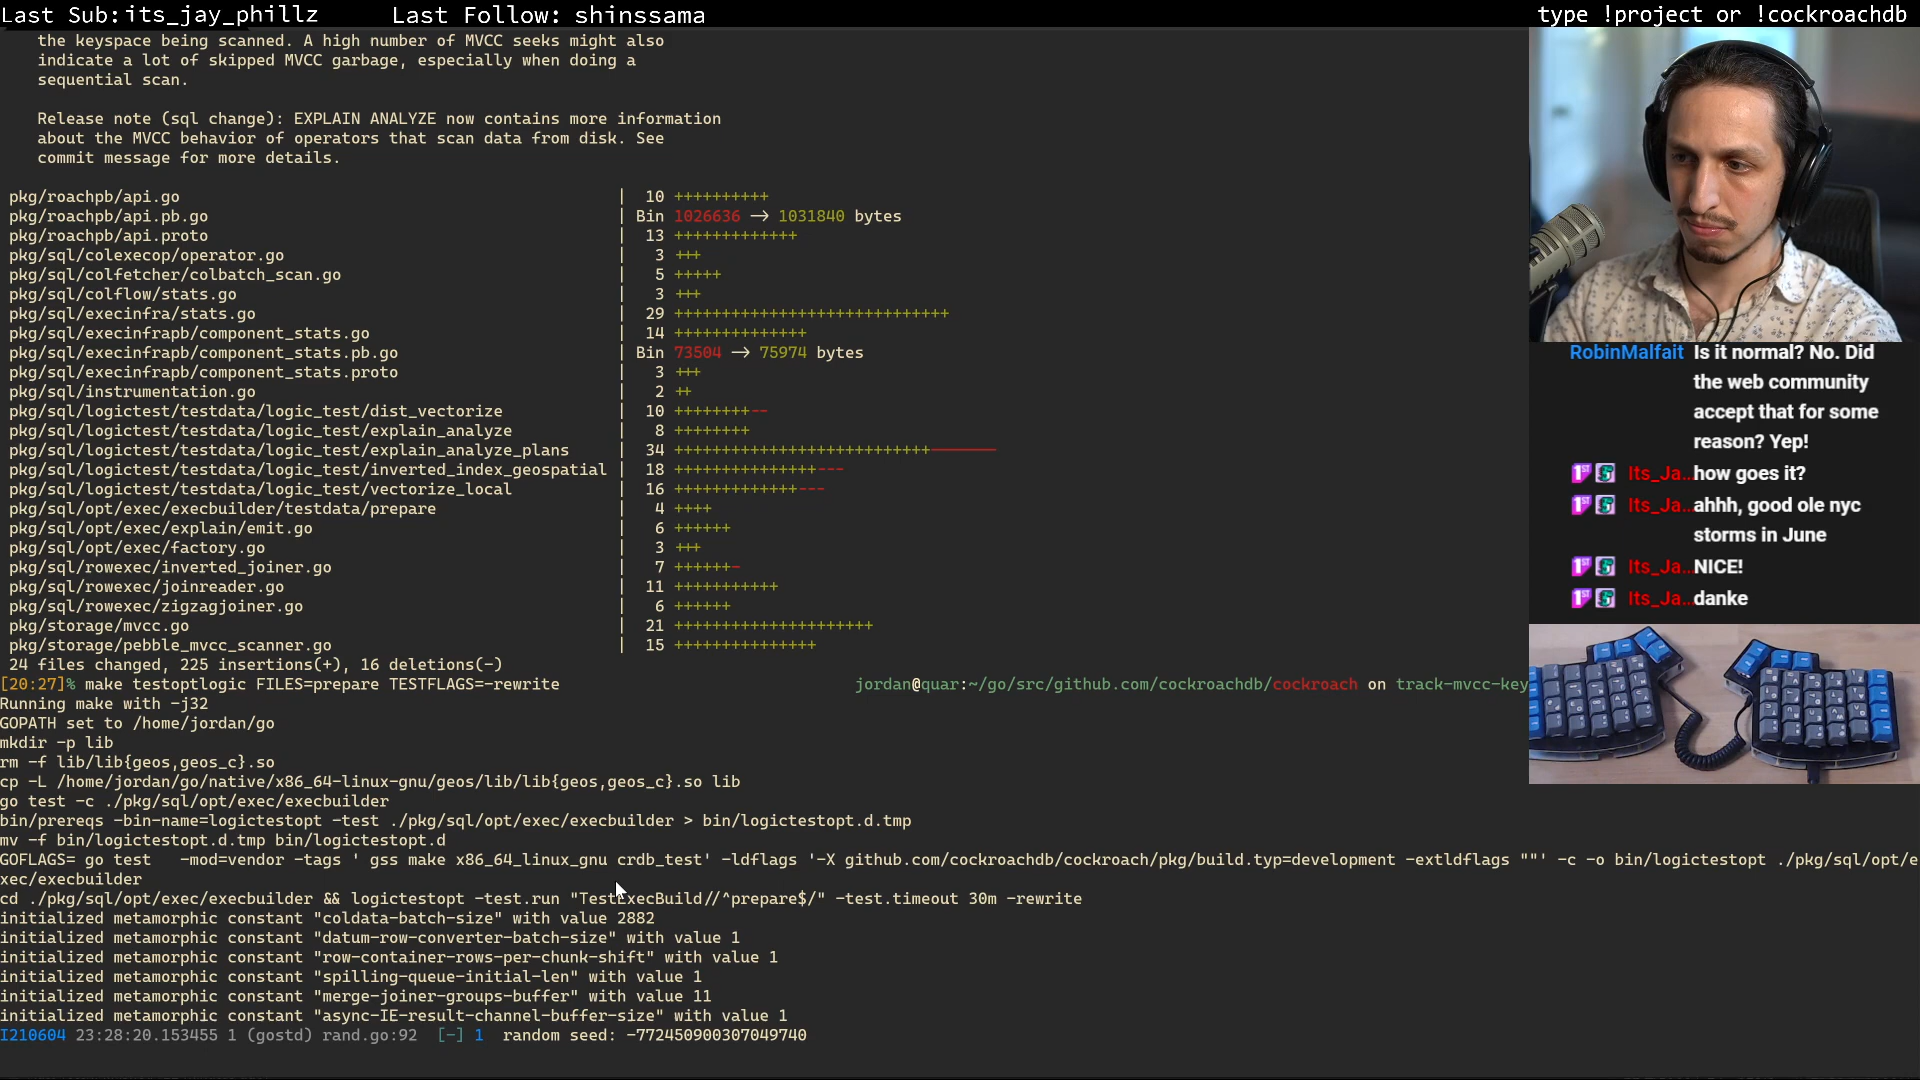 Last Sub:its_jay_phillz Last Follow: shinssama type !project or !cockroachdb
the keyspace being scanned. A high number of MVCC seeks might also
indicate a lot of skipped MVCC garbage, especially when doing a
sequential scan.
Release note (sql change): EXPLAIN ANALYZE now contains more information
about the MVCC behavior of operators that scan data from disk. See
commit message for more details.
pkg/roachpb/api.go | 10 ++++++++++
pkg/roachpb/api.pb.go | Bin 1026636 -> 1031840 bytes
pkg/roachpb/api.proto | 13 +++++++++++++
pkg/sql/colexecop/operator.go | 3 +++
pkg/sql/colfetcher/colbatch_scan.go | 5 +++++
pkg/sql/colflow/stats.go | 3 +++
pkg/sql/execinfra/stats.go | 29 +++++++++++++++++++++++++++++
pkg/sql/execinfrapb/component_stats.go | 14 ++++++++++++++
pkg/sql/execinfrapb/component_stats.pb.go | Bin 73504 -> 75974 bytes
pkg/sql/execinfrapb/component_stats.proto | 3 +++
pkg/sql/instrumentation.go | 2 ++
pkg/sql/logictest/testdata/logic_test/dist_vectorize | 10 ++++++++--
pkg/sql/logictest/testdata/logic_test/explain_analyze | 8 ++++++++
pkg/sql/logictest/testdata/logic_test/explain_analyze_plans | 34 +++++++++++++++++++++++++++-------
pkg/sql/logictest/testdata/logic_test/inverted_index_geospatial | 18 +++++++++++++++---
pkg/sql/logictest/testdata/logic_test/vectorize_local | 16 +++++++++++++---
pkg/sql/opt/exec/execbuilder/testdata/prepare | 4 ++++
pkg/sql/opt/exec/explain/emit.go | 6 ++++++
pkg/sql/opt/exec/factory.go | 3 +++
pkg/sql/rowexec/inverted_joiner.go | 7 ++++++-
pkg/sql/rowexec/joinreader.go | 11 +++++++++++
pkg/sql/rowexec/zigzagjoiner.go | 6 ++++++
pkg/storage/mvcc.go | 21 +++++++++++++++++++++
pkg/storage/pebble_mvcc_scanner.go | 15 +++++++++++++++
24 files changed, 225 insertions(+), 16 deletions(-)
[20:27]% make testoptlogic FILES=prepare TESTFLAGS=-rewrite jordan@quar:~/go/src/github.com/cockroachdb/cockroach on track-mvcc-key
Running make with -j32
GOPATH set to /home/jordan/go
mkdir -p lib
rm -f lib/lib{geos,geos_c}.so
cp -L /home/jordan/go/native/x86_64-linux-gnu/geos/lib/lib{geos,geos_c}.so lib
go test -c ./pkg/sql/opt/exec/execbuilder
bin/prereqs -bin-name=logictestopt -test ./pkg/sql/opt/exec/execbuilder > bin/logictestopt.d.tmp
mv -f bin/logictestopt.d.tmp bin/logictestopt.d
GOFLAGS= go test -mod=vendor -tags ' gss make x86_64_linux_gnu crdb_test' -ldflags '-X github.com/cockroachdb/cockroach/pkg/build.typ=development -extldflags ""' -c -o bin/logictestopt ./pkg/sql/opt/e
xec/execbuilder
cd ./pkg/sql/opt/exec/execbuilder && logictestopt -test.run "TestExecBuild//^prepare$/" -test.timeout 30m -rewrite
initialized metamorphic constant "coldata-batch-size" with value 2882
initialized metamorphic constant "datum-row-converter-batch-size" with value 1
initialized metamorphic constant "row-container-rows-per-chunk-shift" with value 1
initialized metamorphic constant "spilling-queue-initial-len" with value 1
initialized metamorphic constant "merge-joiner-groups-buffer" with value 11
initialized metamorphic constant "async-IE-result-channel-buffer-size" with value 1
I210604 23:28:20.153455 1 (gostd) rand.go:92 [-] 1 random seed: -772450900307049740
RobinMalfait Is it normal? No. Did
the web community
accept that for some
reason? Yep!
1ST Its_Ja... how goes it?
1ST Its_Ja... ahhh, good ole nyc
storms in June
1ST Its_Ja... NICE!
1ST Its_Ja... danke